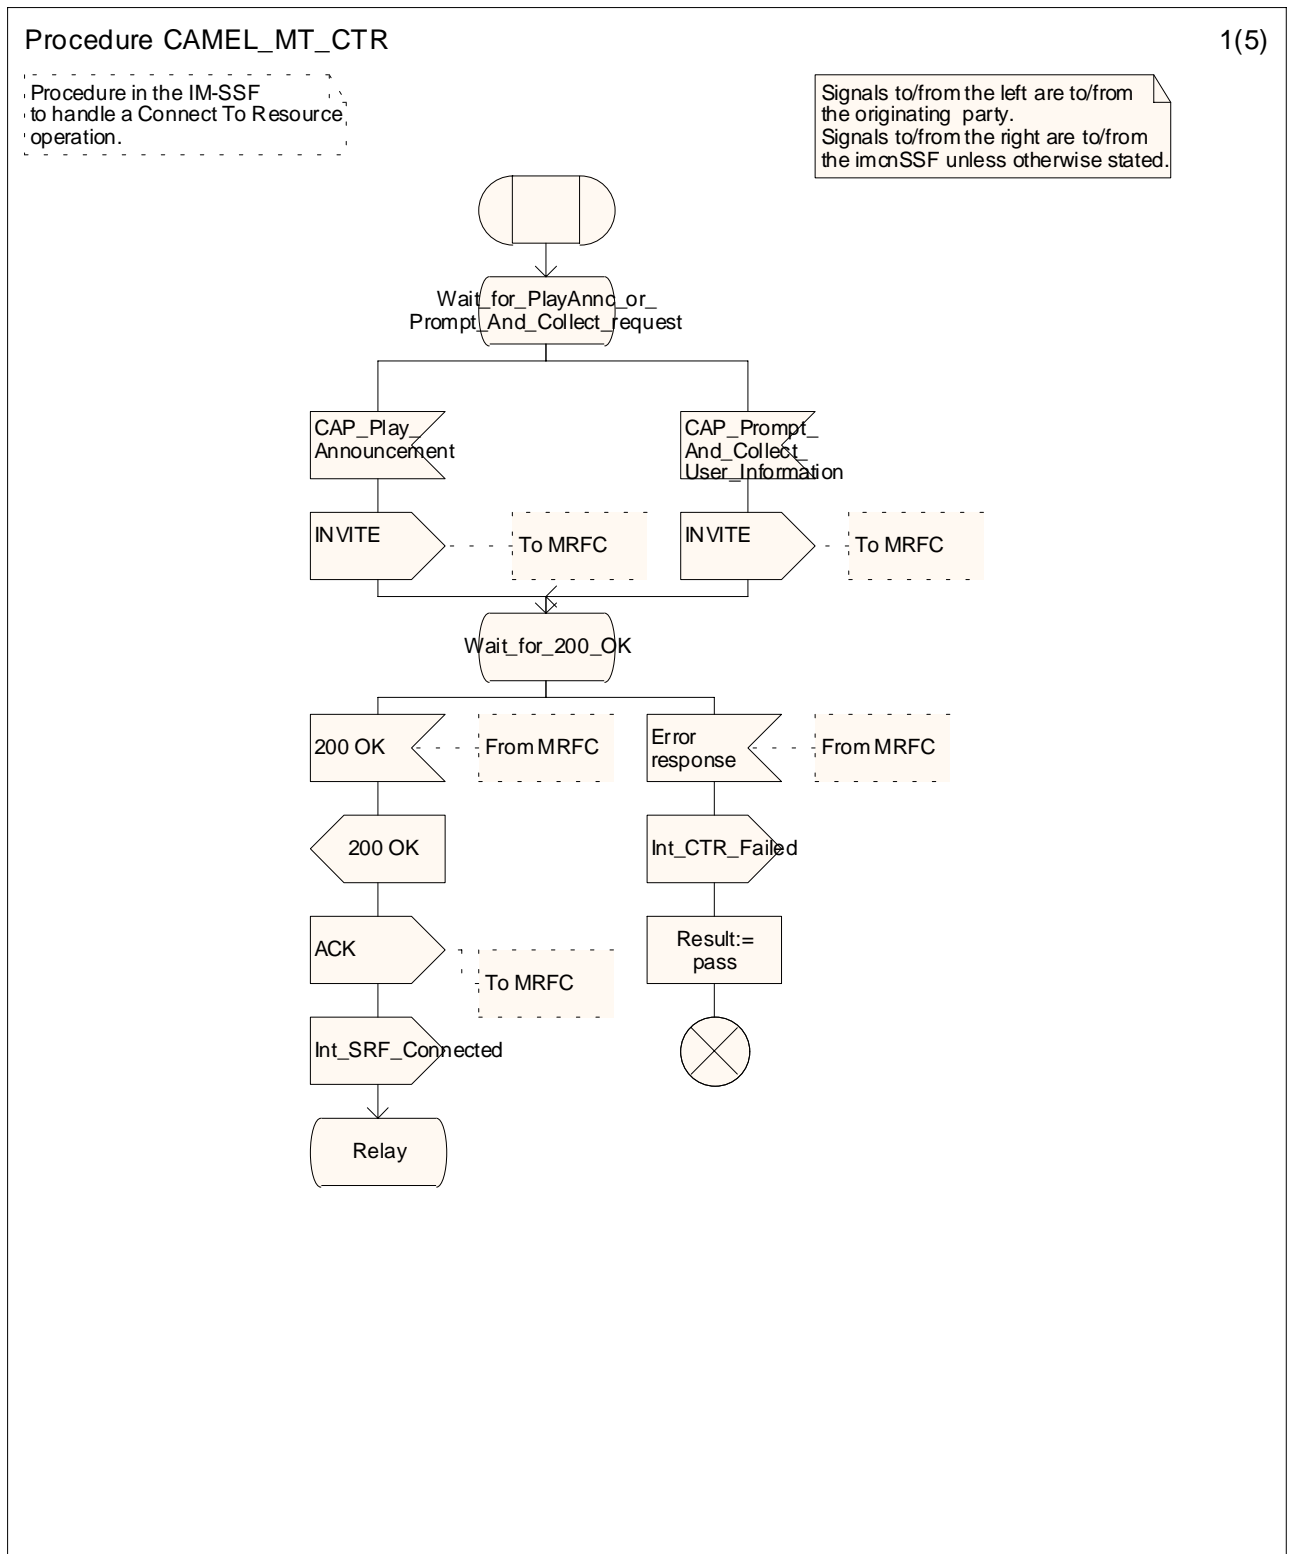 Procedure CAMEL_MT_CTR
1(5)
Procedure in the IM-SSF
to handle a Connect To Resource
operation.
Signals to/from the left are to/from
the originating party.
Signals to/from the right are to/from
the imcnSSF unless otherwise stated.
Wait_for_PlayAnnc_or_
Prompt_And_Collect_request
CAP_Play_
Announcement
CAP_Prompt_
And_Collect_
User_Information
INVITE
To MRFC
INVITE
To MRFC
Wait_for_200_OK
200 OK
From MRFC
Error
response
From MRFC
200 OK
Int_CTR_Failed
ACK
To MRFC
Result:=
pass
Int_SRF_Connected
Relay